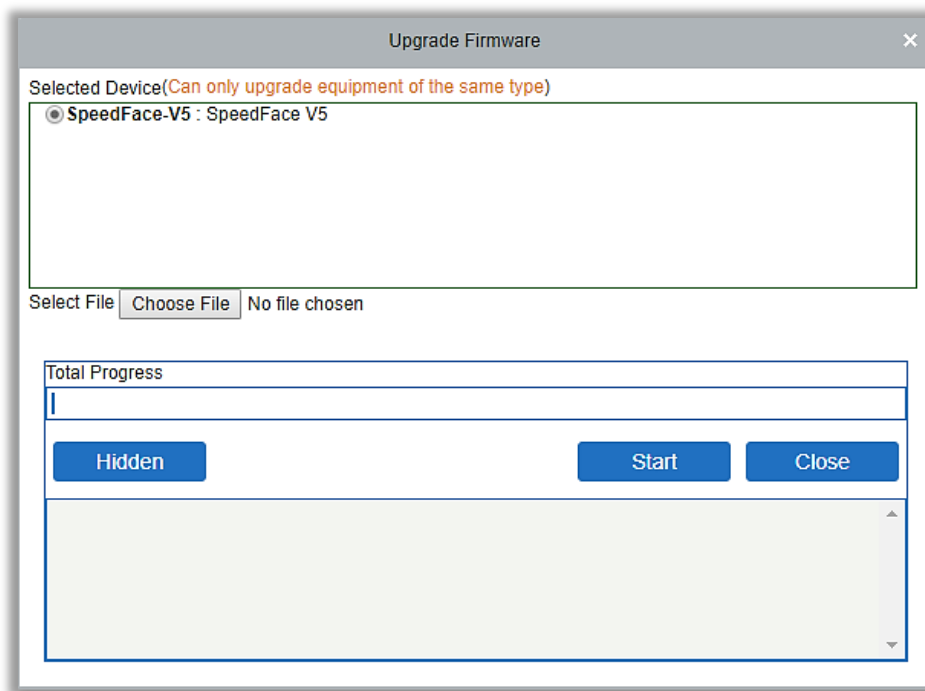 Upgrade Firmware
Selected Device(Can only upgrade equipment of the same type)
SpeedFace-V5 : SpeedFace V5
Select File Choose File No file chosen
Total Progress
Hidden Start Close